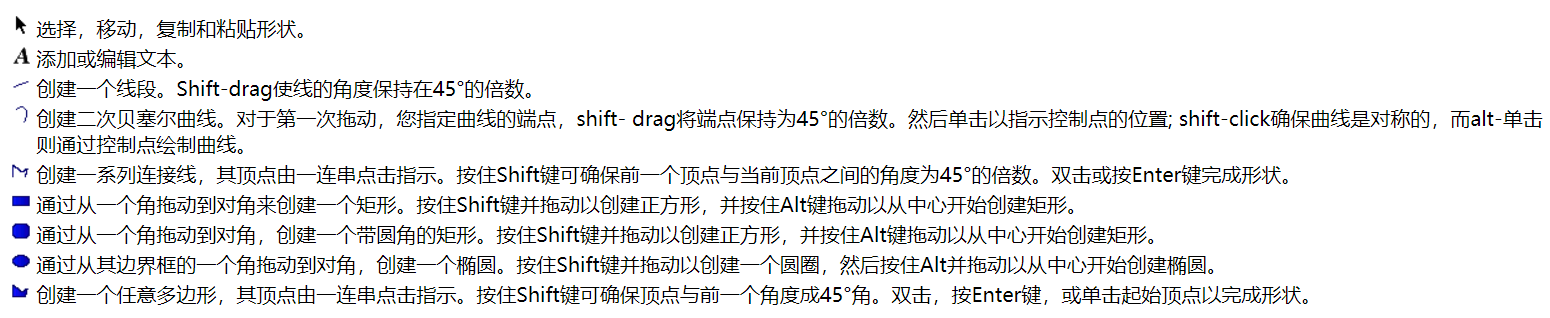 选择，移动，复制和粘贴形状。
添加或编辑文本。
创建一个线段。Shift-drag使线的角度保持在45°的倍数。
创建二次贝塞尔曲线。对于第一次拖动，您指定曲线的端点，shift- drag将端点保持为45°的倍数。然后单击以指示控制点的位置; shift-click确保曲线是对称的，而alt-单击
则通过控制点绘制曲线。
创建一系列连接线，其顶点由一连串点击指示。按住Shift键可确保前一个顶点与当前顶点之间的角度为45°的倍数。双击或按Enter键完成形状。
通过从一个角拖动到对角来创建一个矩形。按住Shift键并拖动以创建正方形，并按住Alt键拖动以从中心开始创建矩形。
通过从一个角拖动到对角，创建一个带圆角的矩形。按住Shift键并拖动以创建正方形，并按住Alt键拖动以从中心开始创建矩形。
通过从其边界框的一个角拖动到对角，创建一个椭圆。按住Shift键并拖动以创建一个圆圈，然后按住Alt并拖动以从中心开始创建椭圆。
创建一个任意多边形，其顶点由一连串点击指示。按住Shift键可确保顶点与前一个角度成45°角。双击，按Enter键，或单击起始顶点以完成形状。